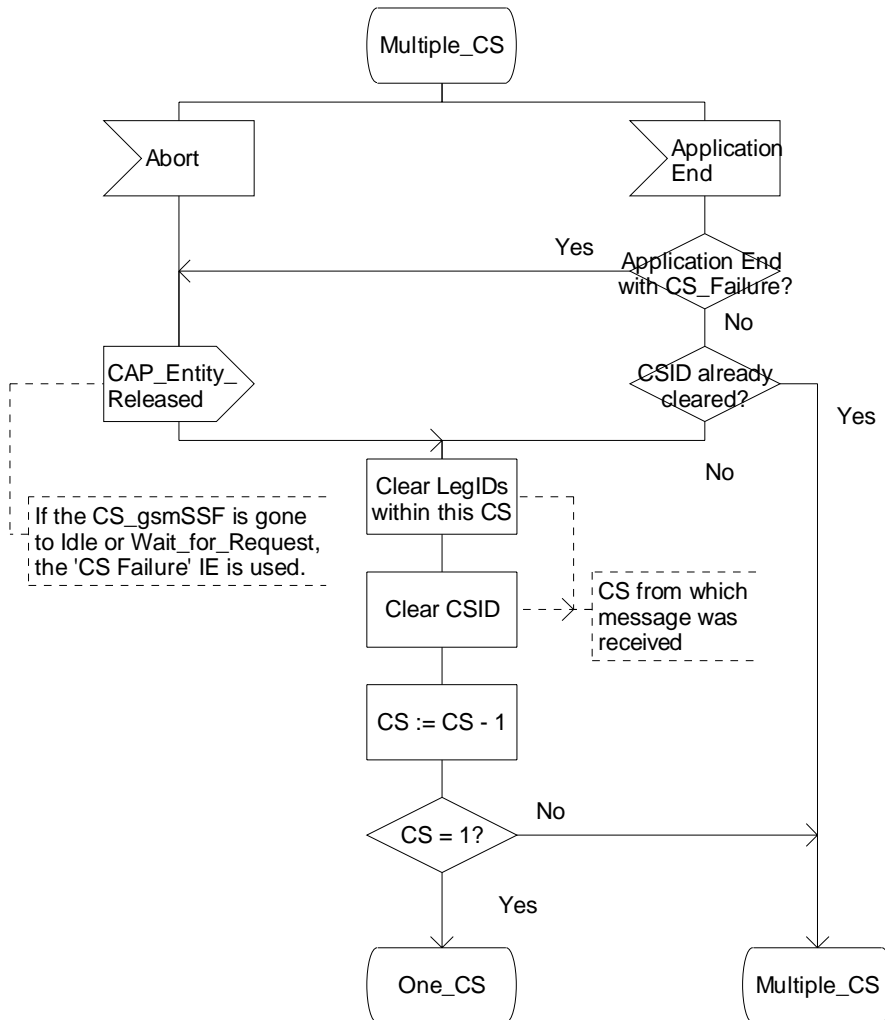 Multiple_CS
Abort
Application
End
Yes
Application End
with CS_Failure?
No
CAP_Entity_
Released
CSID already
cleared?
Yes
No
Clear LegIDs
within this CS
If the CS_gsmSSF is gone
to Idle or Wait_for_Request,
the 'CS Failure' IE is used.
Clear CSID
CS from which
message was
received
CS := CS - 1
CS = 1?
No
Yes
One_CS
Multiple_CS